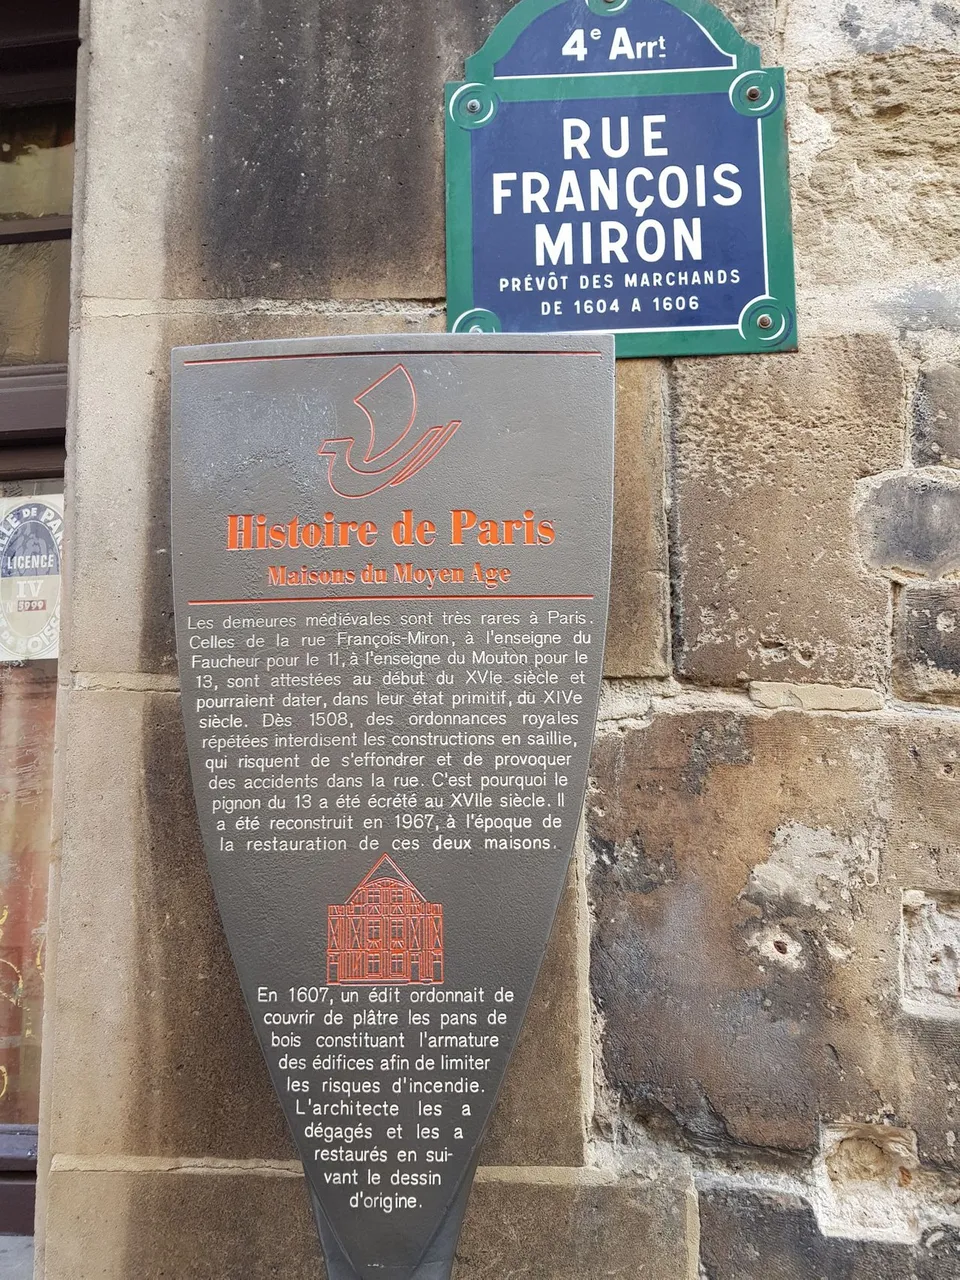 4e Arrt
RUE
FRANÇOIS
MIRON
PRÉVÔT DES MARCHANDS
DE 1604 A 1606
Histoire de Paris
Maisons du Moyen Age
Les demeures médiévales sont très rares à Paris.
Celles de la rue François-Miron, à l'enseigne du
Faucheur pour le 11, à l'enseigne du Mouton pour le
13, sont attestées au début du XVIe siècle et
pourraient dater, dans leur état primitif, du XIVe
siècle. Dès 1508, des ordonnances royales
répétées interdisent les constructions en saillie,
qui risquent de s'effondrer et de provoquer
des accidents dans la rue. C'est pourquoi le
pignon du 13 a été écrété au XVIIe siècle. Il
a été reconstruit en 1967, à l'époque de
la restauration de ces deux maisons.
En 1607, un édit ordonnait de
couvrir de plâtre les pans de
bois constituant l'armature
des édifices afin de limiter
les risques d'incendie.
L'architecte les a
dégagés et les a
restaurés en sui-
vant le dessin
d'origine.
DE PA
LICENCE
IV